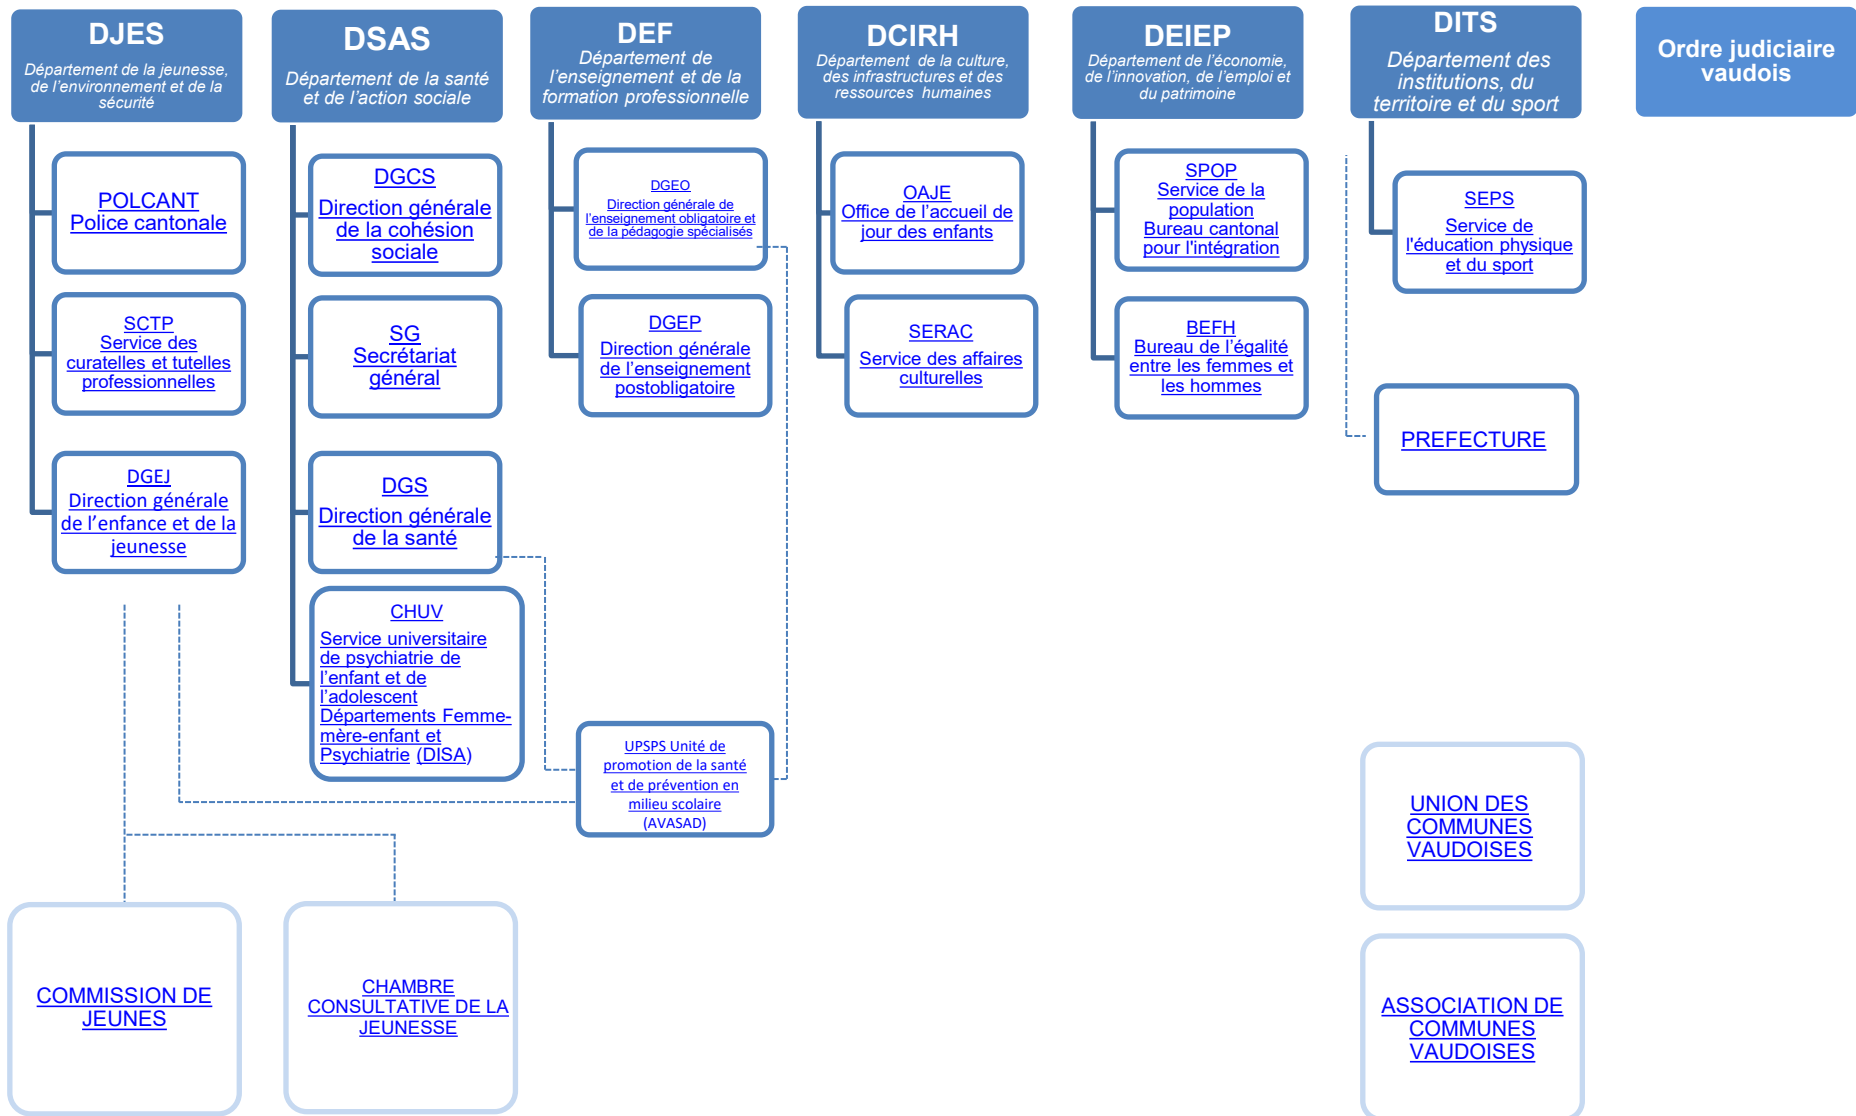 DJES
Département de la jeunesse,
de l'environnement et de la
sécurité
POLCANT
Police cantonale
SCTP
Service des
curatelles et tutelles
professionnelles
DGEJ
Direction générale
de l'enfance et de la
jeunesse
DSAS
Département de la santé
et de l'action sociale
DGCS
Direction générale
de la cohésion
sociale
SG
Secrétariat
général
DGS
Direction générale
de la santé
CHUV
Service universitaire
de psychiatrie de
l'enfant et de
l'adolescent
Départements Femme-
mère-enfant et
Psychiatrie (DISA)
DEF
Département de
l'enseignement et de la
formation professionnelle
DGEO
Direction générale de
l'enseignement obligatoire et
de la pédagogie spécialisés
DGEP
Direction générale
de l'enseignement
postobligatoire
UPSPS Unité de
promotion de la santé
et de prévention en
milieu scolaire
(AVASAD)
DCIRH
Département de la culture,
des infrastructures et des
ressources humaines
OAJE
Office de l'accueil de
jour des enfants
SERAC
Service des affaires
culturelles
DEIEP
Département de l'économie,
de l'innovation, de l'emploi et
du patrimoine
SPOP
Service de la
population
Bureau cantonal
pour l'intégration
BEFH
Bureau de l'égalité
entre les femmes et
les hommes
DITS
Département des
institutions, du
territoire et du sport
SEPS
Service de
l'éducation physique
et du sport
PREFECTURE
Ordre judiciaire
vaudois
COMMISSION DE
JEUNES
CHAMBRE
CONSULTATIVE DE LA
JEUNESSE
UNION DES
COMMUNES
VAUDOISES
ASSOCIATION DE
COMMUNES
VAUDOISES